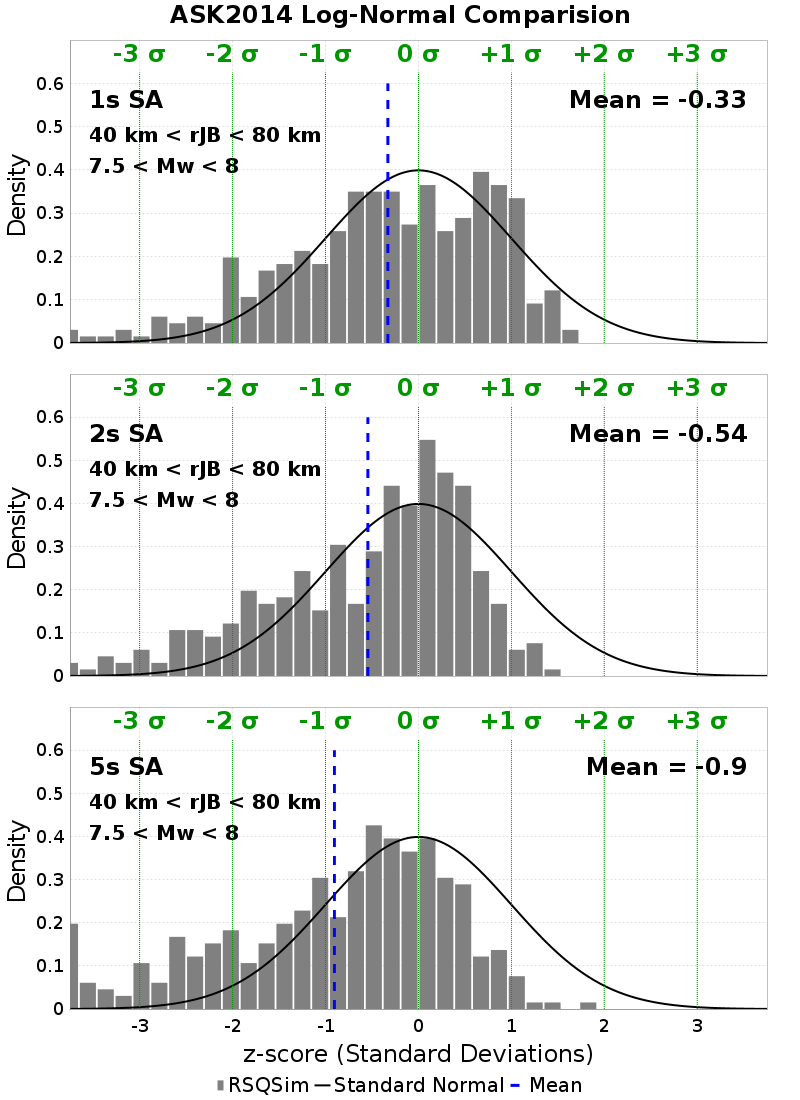 ASK2014 Log-Normal Comparision
-3 σ -2 σ -1 σ 0 σ +1 σ +2 σ +3 σ
1s SA
Mean = -0.33
40 km < rJB < 80 km
7.5 < Mw < 8
Density
0.6
0.5
0.4
0.3
0.2
0.1
0
-3 σ -2 σ -1 σ 0 σ +1 σ +2 σ +3 σ
2s SA
Mean = -0.54
40 km < rJB < 80 km
7.5 < Mw < 8
Density
0.6
0.5
0.4
0.3
0.2
0.1
0
-3 σ -2 σ -1 σ 0 σ +1 σ +2 σ +3 σ
5s SA
Mean = -0.9
40 km < rJB < 80 km
7.5 < Mw < 8
Density
0.6
0.5
0.4
0.3
0.2
0.1
0
-3 -2 -1 0 1 2 3
z-score (Standard Deviations)
RSQSim Standard Normal Mean